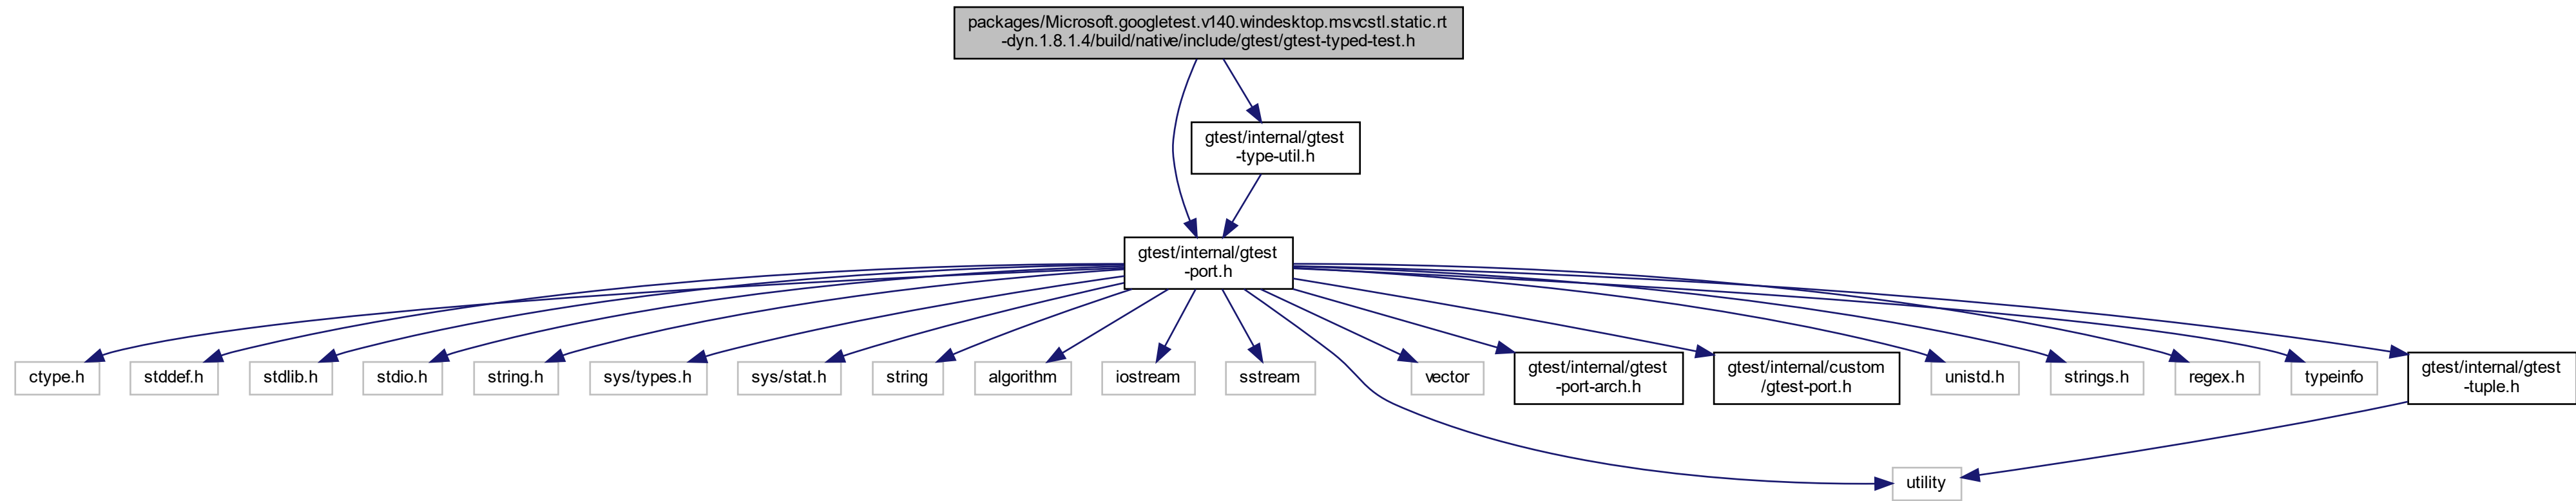 packages/Microsoft.googletest.v140.windesktop.msvcstl.static.rt
-dyn.1.8.1.4/build/native/include/gtest/gtest-typed-test.h
gtest/internal/gtest
-type-util.h
gtest/internal/gtest
-port.h
ctype.h
stddef.h
stdlib.h
stdio.h
string.h
sys/types.h
sys/stat.h
string
algorithm
iostream
sstream
vector
gtest/internal/gtest
-port-arch.h
gtest/internal/custom
/gtest-port.h
unistd.h
strings.h
regex.h
typeinfo
gtest/internal/gtest
-tuple.h
utility